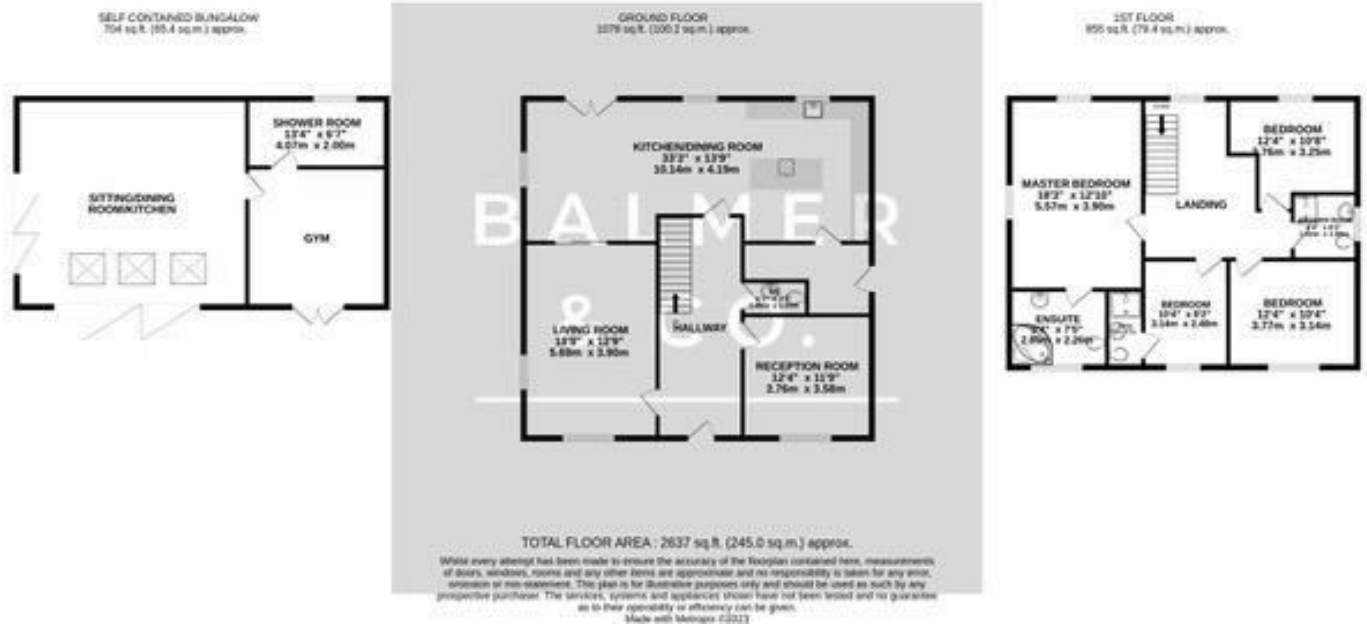 SELF CONTAINED BUNGALOW
704 sq.ft. (65.4 sq.m.) approx.
SHOWER ROOM
13'4" x 6'7"
4.07m x 2.00m
SITTING/DINING
ROOM/KITCHEN
GYM
GROUND FLOOR
1079 sq.ft. (100.2 sq.m.) approx.
KITCHEN/DINING ROOM
33'3" x 13'9"
10.14m x 4.19m
BALMER
& CO.
LIVING ROOM
18'8" x 12'9"
5.69m x 3.90m
HALLWAY
RECEPTION ROOM
12'4" x 11'9"
3.76m x 3.58m
1ST FLOOR
855 sq.ft. (79.4 sq.m.) approx.
MASTER BEDROOM
18'3" x 12'10"
5.57m x 3.90m
LANDING
BEDROOM
12'4" x 10'8"
3.76m x 3.25m
ENSUITE
x 7'5"
x 2.26m
BEDROOM
10'4" x 8'2"
3.14m x 2.48m
BEDROOM
12'4" x 10'4"
3.77m x 3.14m
TOTAL FLOOR AREA : 2637 sq.ft. (245.0 sq.m.) approx.
Whilst every attempt has been made to ensure the accuracy of the floorplan contained here, measurements
of doors, windows, rooms and any other items are approximate and no responsibility is taken for any error,
omission or mis-statement. This plan is for illustrative purposes only and should be used as such by any
prospective purchaser. The services, systems and appliances shown have not been tested and no guarantee
as to their operability or efficiency can be given.
Made with Metropix ©2023